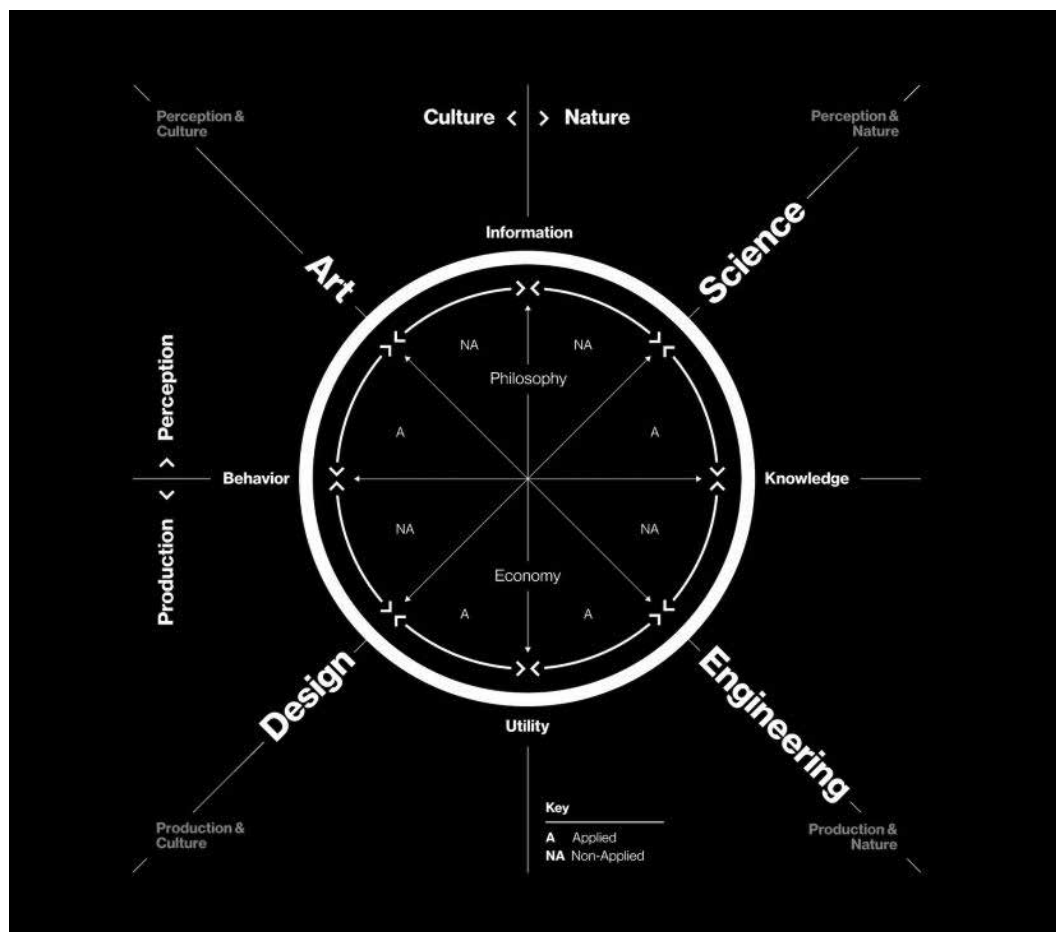 Perception &
Culture
Culture < > Nature
Perception &
Nature
Information
Art
Science
NA
NA
Philosophy
Production < > Perception
A
A
Behavior
Knowledge
NA
NA
Economy
A
A
Design
Engineering
Utility
Production &
Culture
Key
A Applied
NA Non-Applied
Production &
Nature